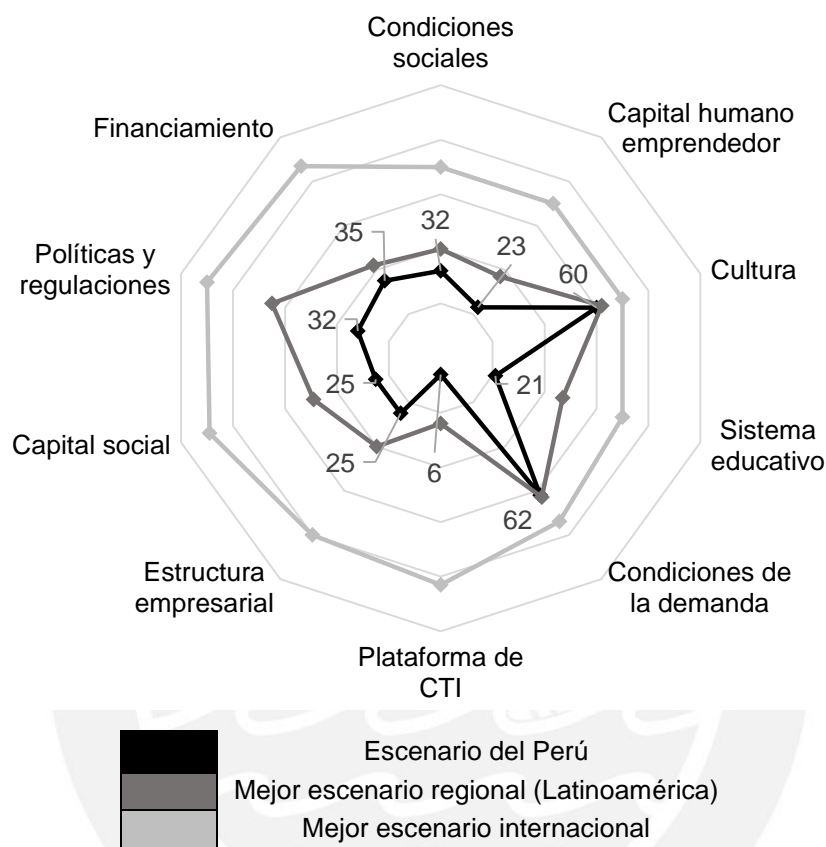 Condiciones
sociales
Capital humano
emprendedor
Financiamiento
Políticas y
regulaciones
Cultura
32
35
23
60
32
25
21
25
6
62
Capital social
Sistema
educativo
Estructura
empresarial
Condiciones de
la demanda
Plataforma de
CTI
Escenario del Perú
Mejor escenario regional (Latinoamérica)
Mejor escenario internacional